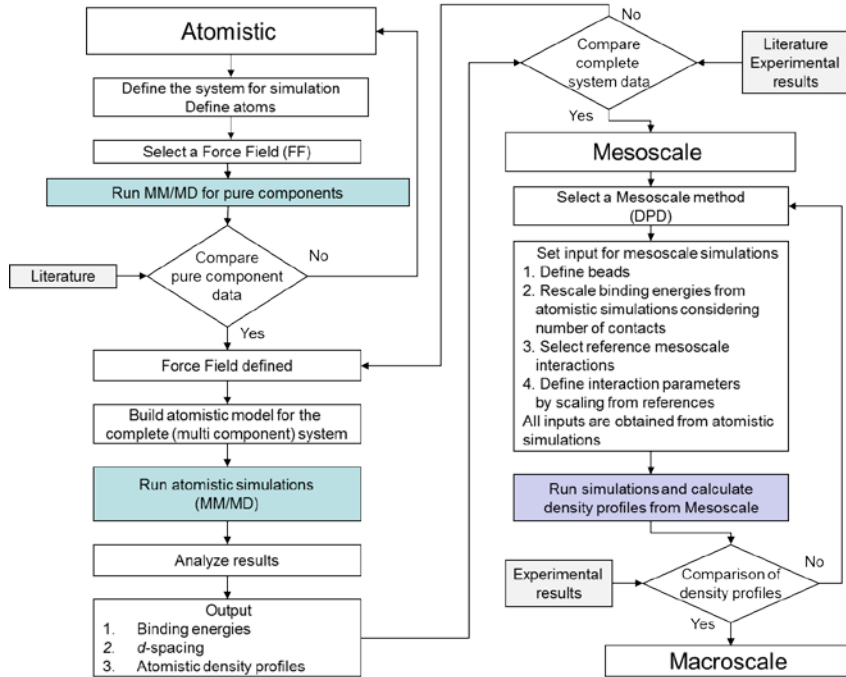 Atomistic
Define the system for simulation
Define atoms
Select a Force Field (FF)
Run MM/MD for pure components
Compare
pure component
data
No
Literature
Yes
Force Field defined
Build atomistic model for the
complete (multi component) system
Run atomistic simulations
(MM/MD)
Analyze results
Output
1. Binding energies
2. d-spacing
3. Atomistic density profiles
No
Compare
complete
system data
Literature
Experimental
results
Yes
Mesoscale
Select a Mesoscale method
(DPD)
Set input for mesoscale simulations
1. Define beads
2. Rescale binding energies from
atomistic simulations considering
number of contacts
3. Select reference mesoscale
interactions
4. Define interaction parameters
by scaling from references
All inputs are obtained from atomistic
simulations
Run simulations and calculate
density profiles from Mesoscale
Experimental
results
Comparison of
density profiles
No
Yes
Macroscale